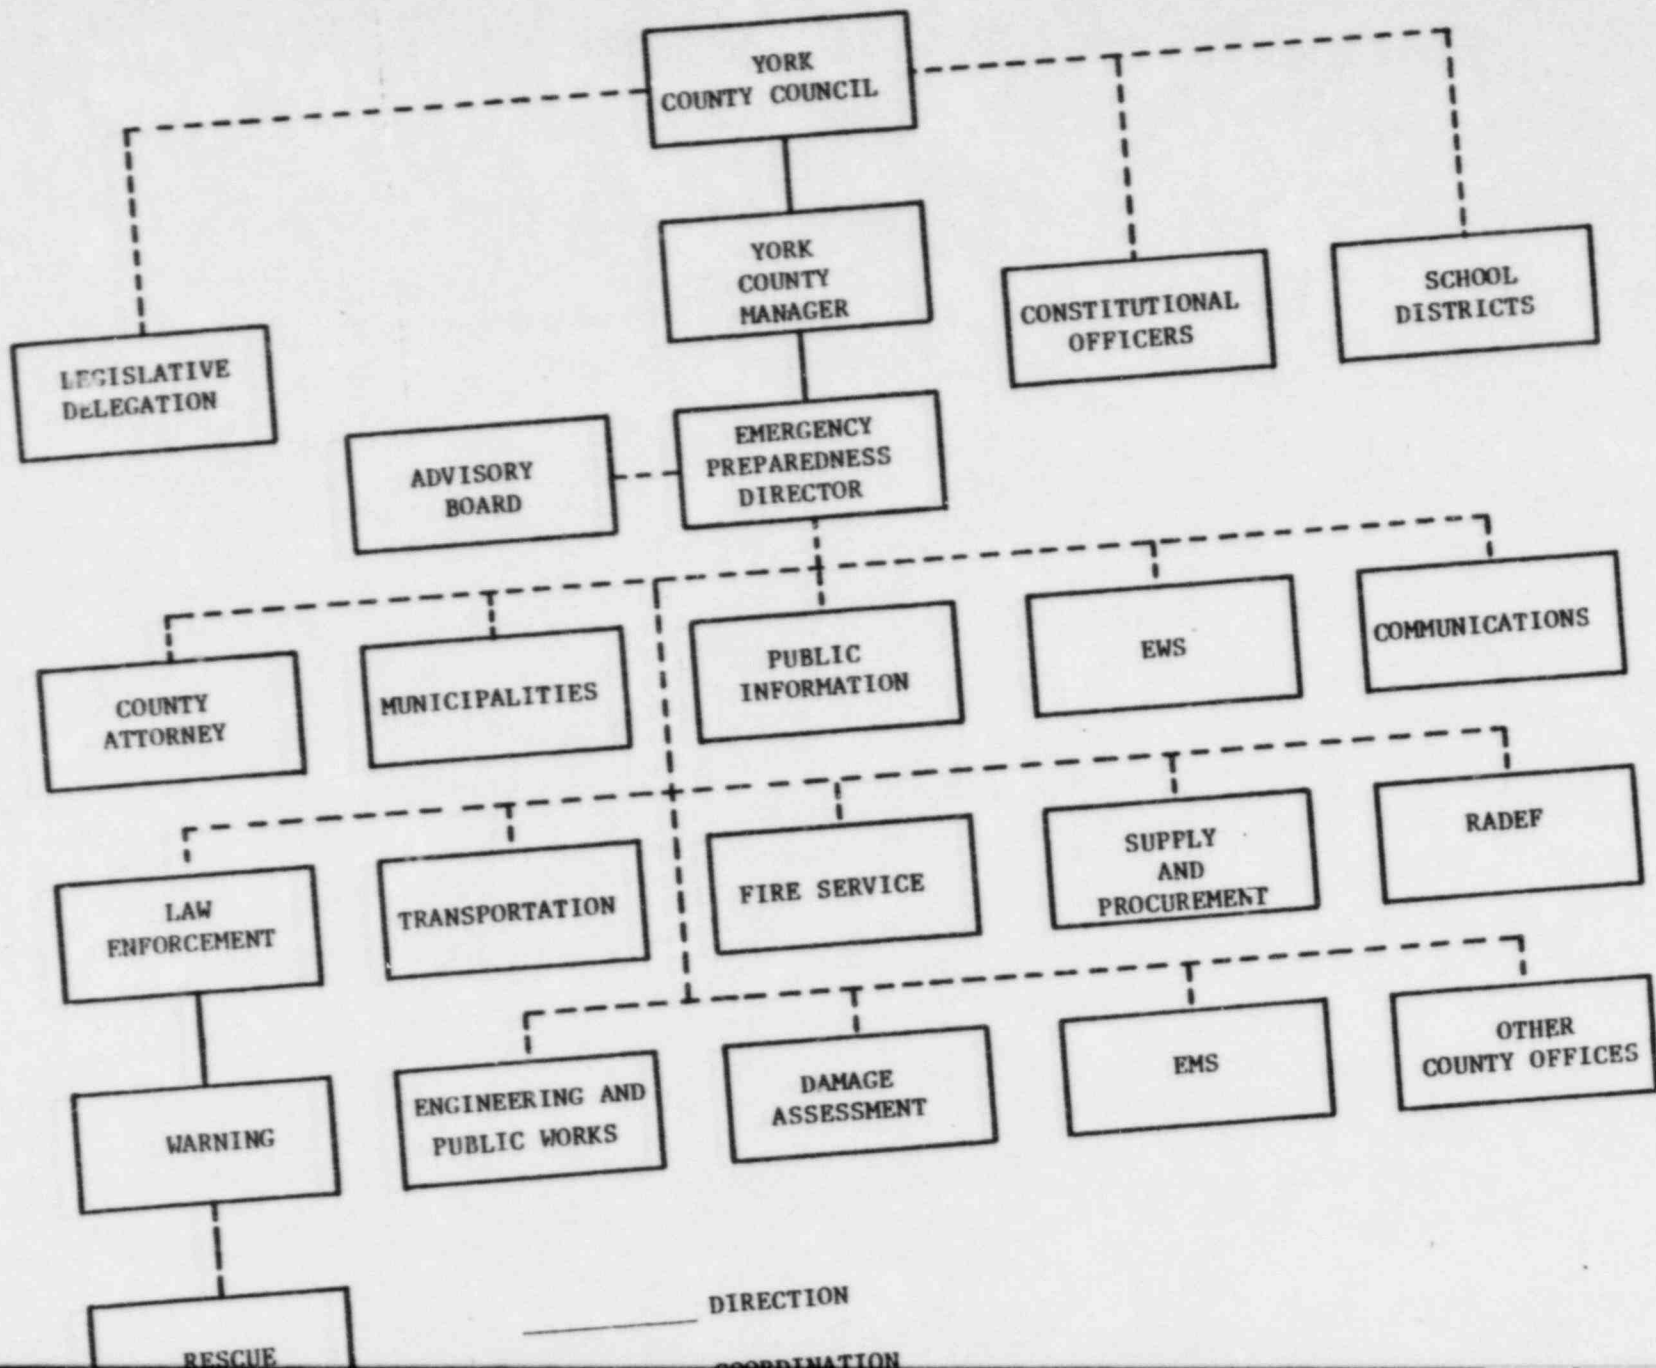 YORK
COUNTY COUNCIL
YORK
COUNTY
MANAGER
CONSTITUTIONAL
OFFICERS
SCHOOL
DISTRICTS
LEGISLATIVE
DELEGATION
ADVISORY
BOARD
EMERGENCY
PREPAREDNESS
DIRECTOR
COUNTY
ATTORNEY
MUNICIPALITIES
PUBLIC
INFORMATION
EWS
COMMUNICATIONS
LAW
ENFORCEMENT
TRANSPORTATION
FIRE SERVICE
SUPPLY
AND
PROCUREMENT
RADEF
WARNING
ENGINEERING AND
PUBLIC WORKS
DAMAGE
ASSESSMENT
EMS
OTHER
COUNTY OFFICES
RESCUE
DIRECTION
COORDINATION